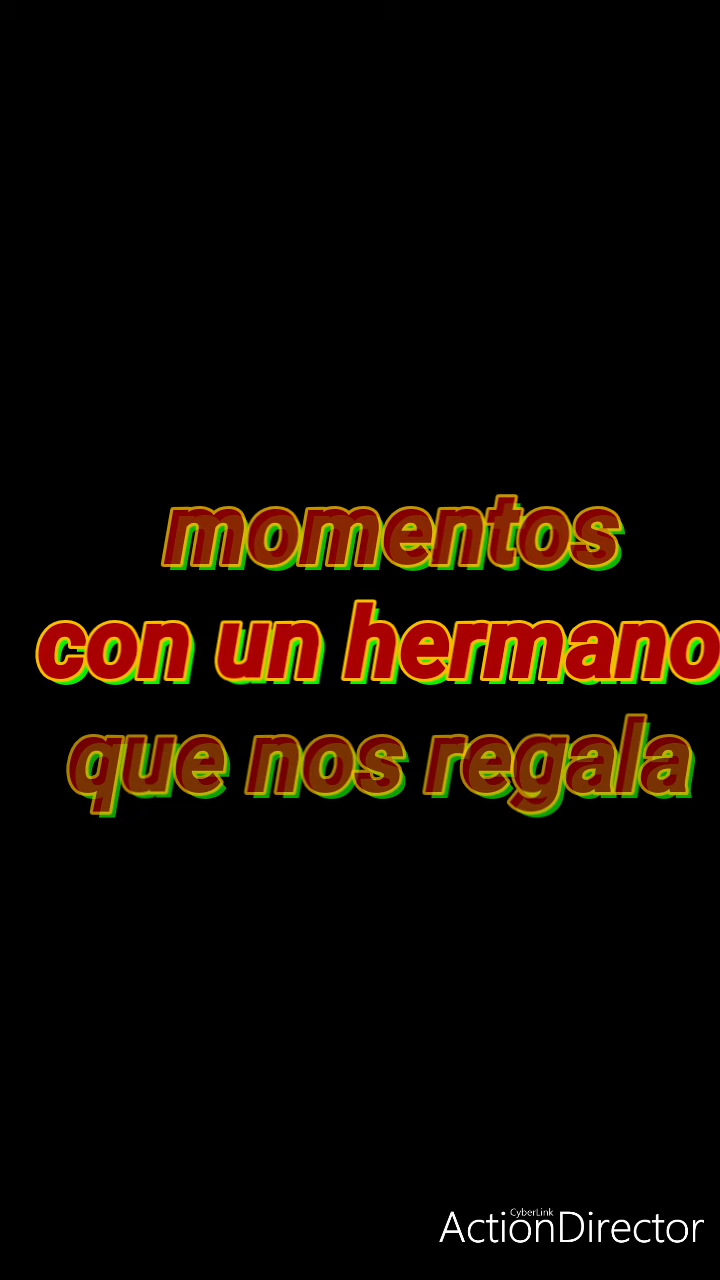 momentos
con un hermano
que nos regala
CyberLink
ActionDirector